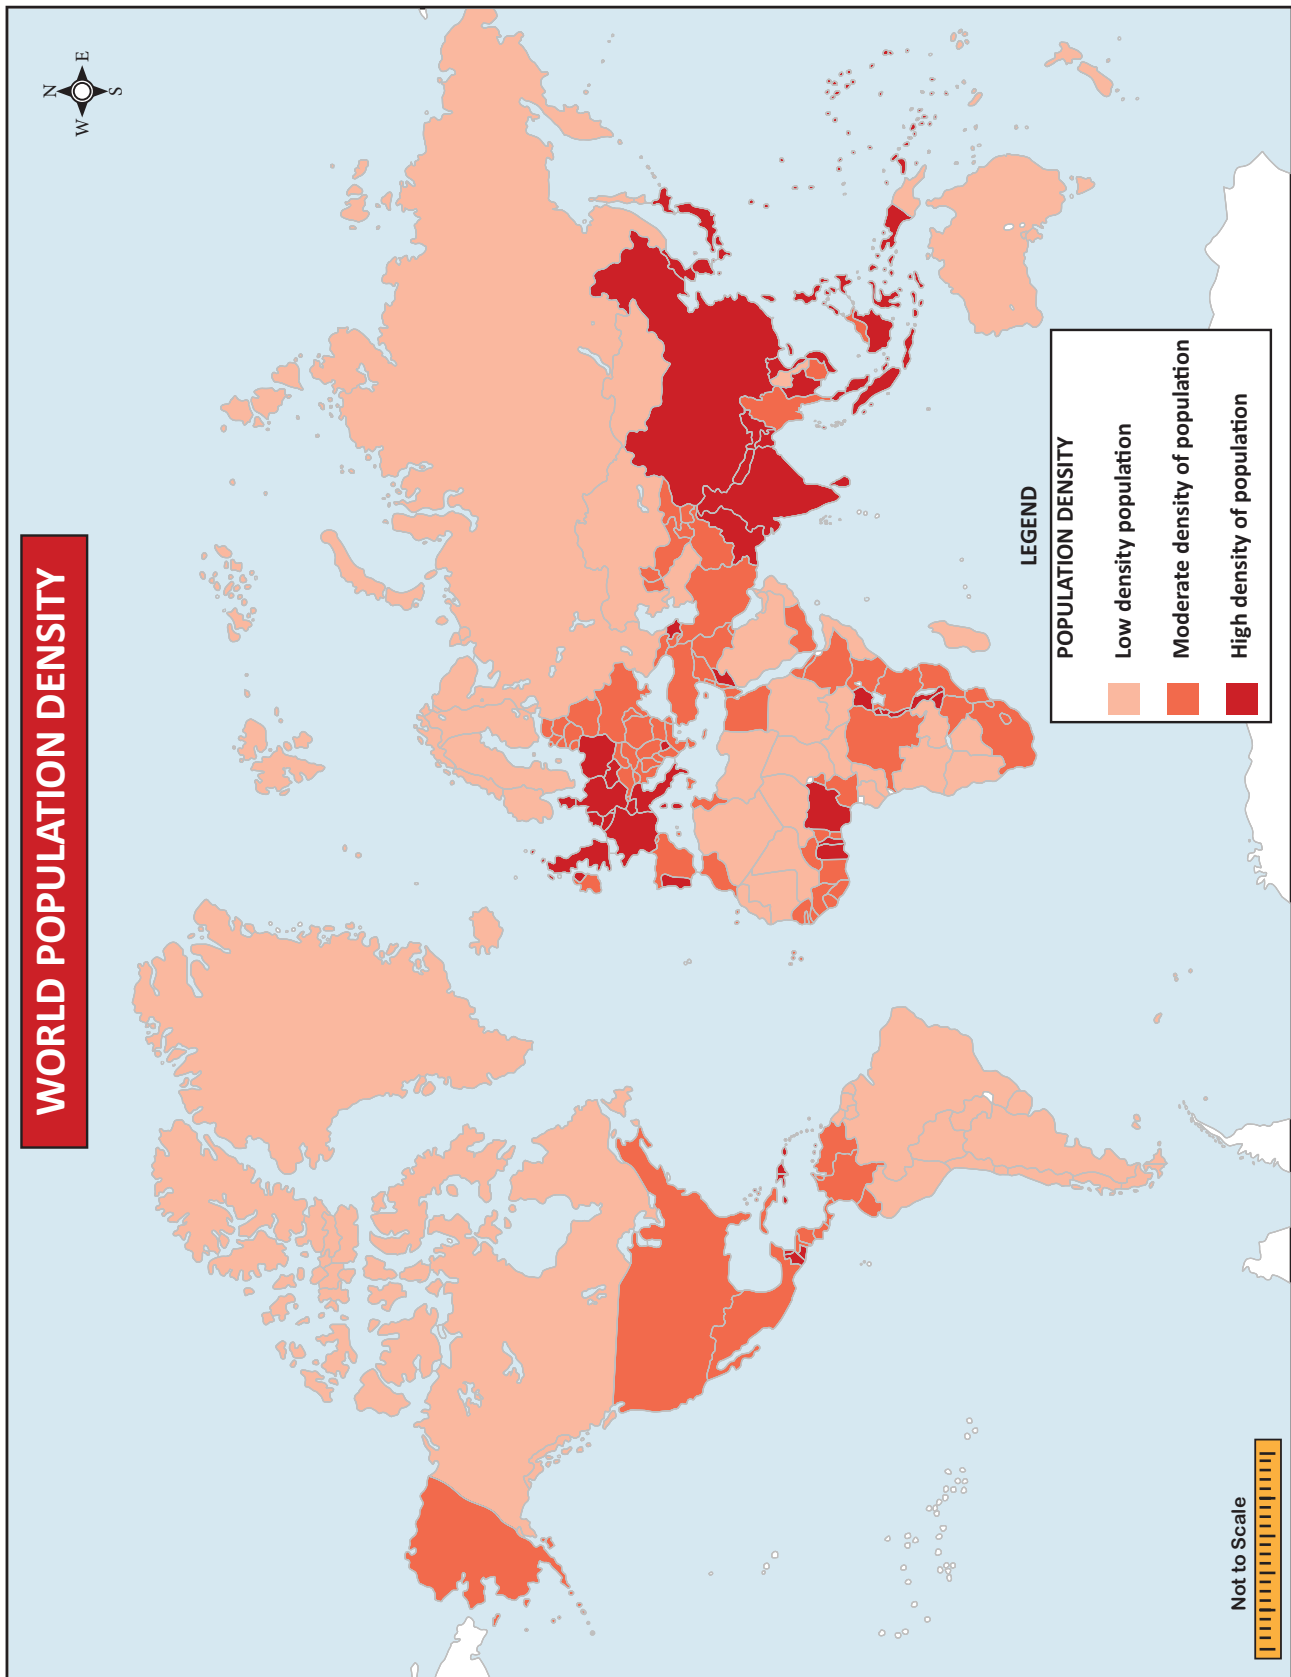 WORLD POPULATION DENSITY
N
W E
S
LEGEND
POPULATION DENSITY
Low density population
Moderate density of population
High density of population
Not to Scale